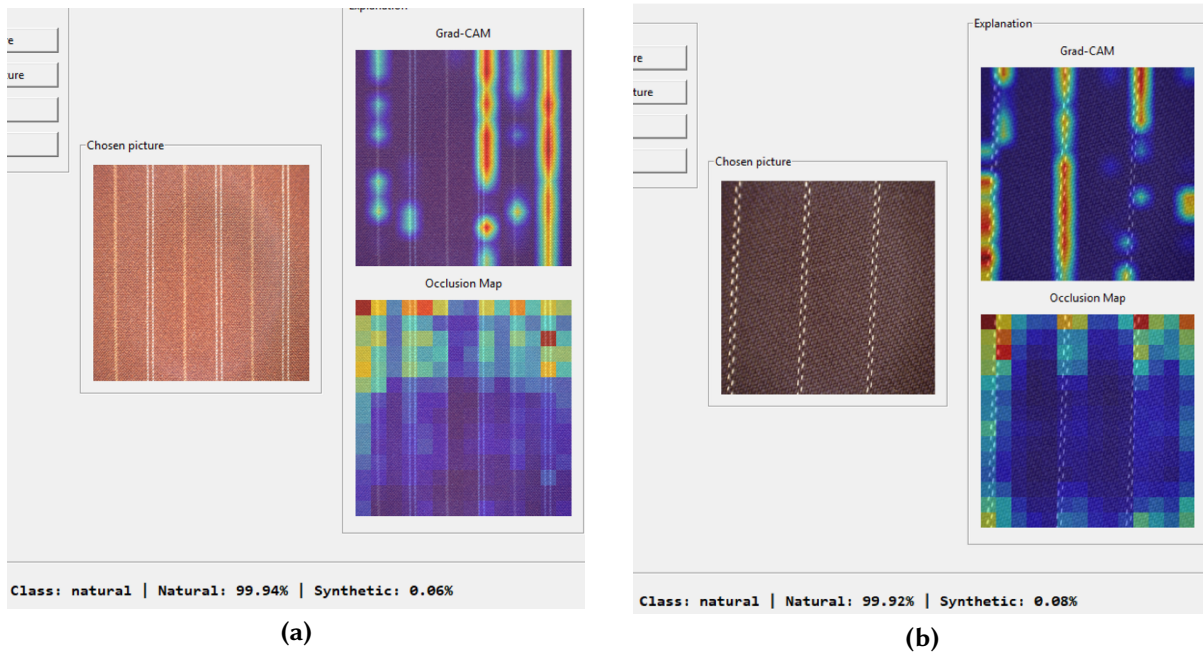 Explanation
Grad-CAM
re
ture
Chosen picture
Occlusion Map
Class: natural | Natural: 99.94% | Synthetic: 0.06%
(a)
Explanation
Grad-CAM
re
ture
Chosen picture
Occlusion Map
Class: natural | Natural: 99.92% | Synthetic: 0.08%
(b)